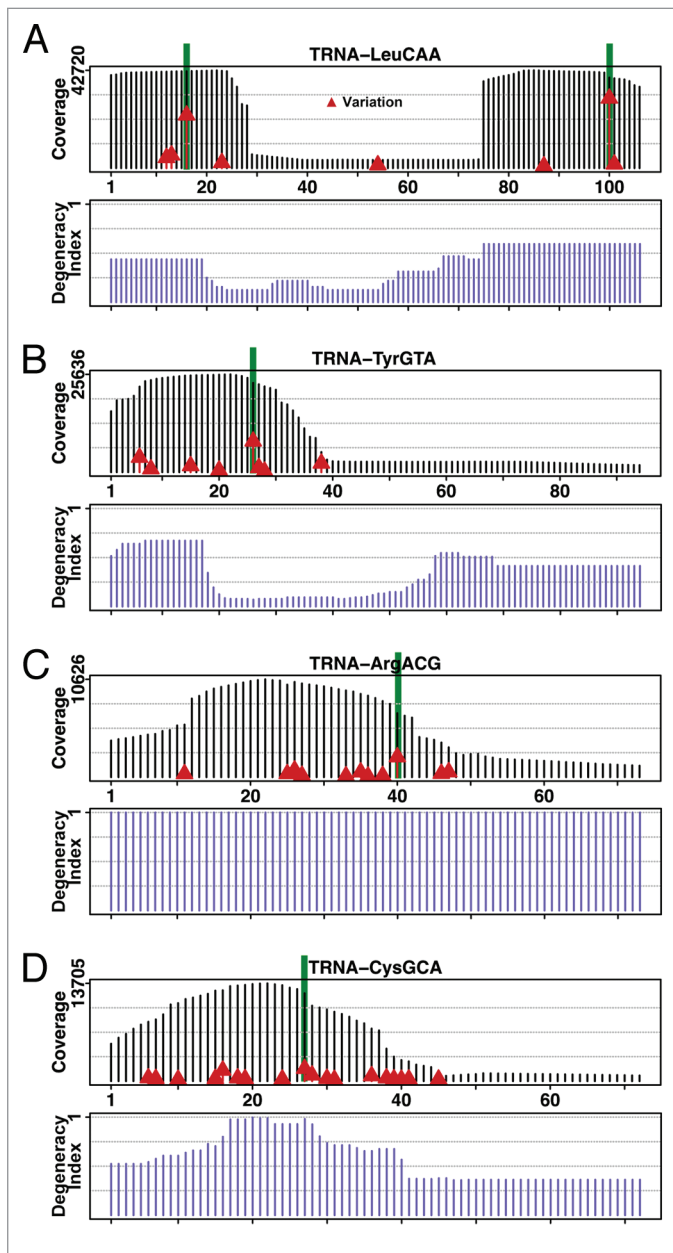 A
TRNA−LeuCAA
42720
Coverage
Variation
1 20 40 60 80 100
1
Degeneracy
Index
B
TRNA−TyrGTA
25636
Coverage
1 20 40 60 80
1
Degeneracy
Index
C
TRNA−ArgACG
10626
Coverage
1 20 40 60
1
Degeneracy
Index
D
TRNA−CysGCA
13705
Coverage
1 20 40 60
1
Degeneracy
Index